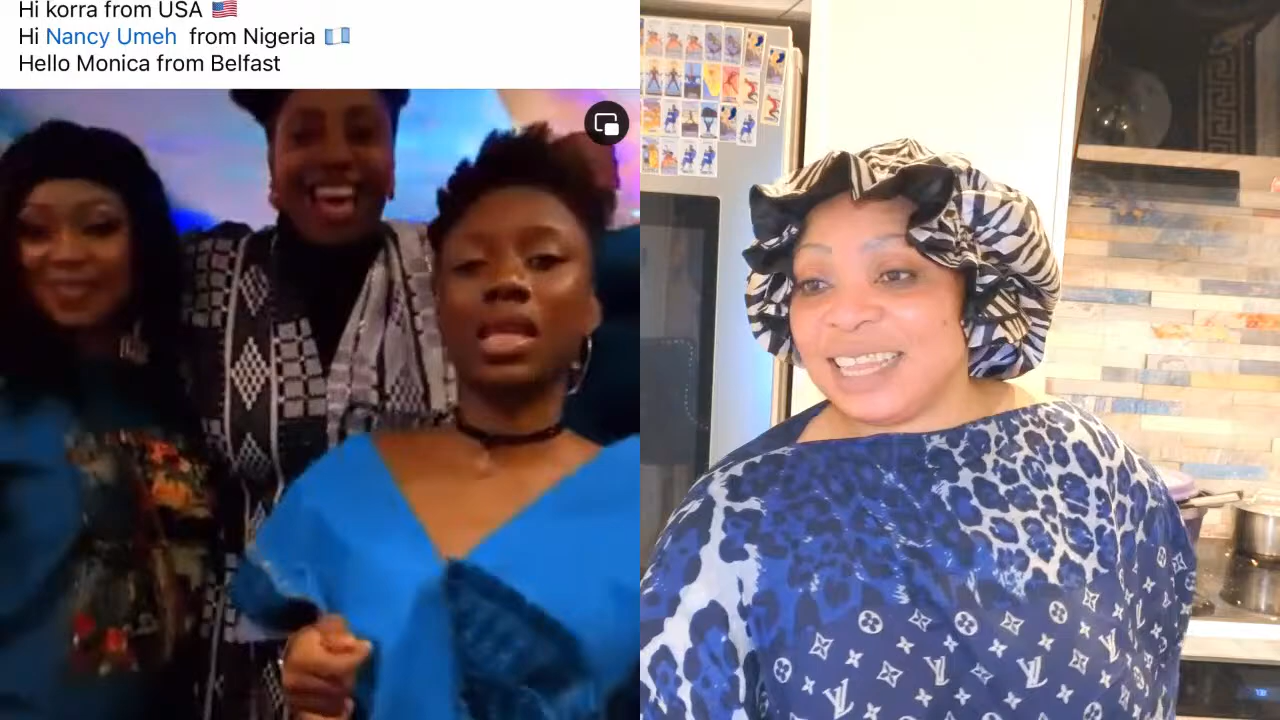 Hi korra from USA 🇺🇸
Hi Nancy Umeh  from Nigeria 🇬🇹
Hello Monica from Belfast